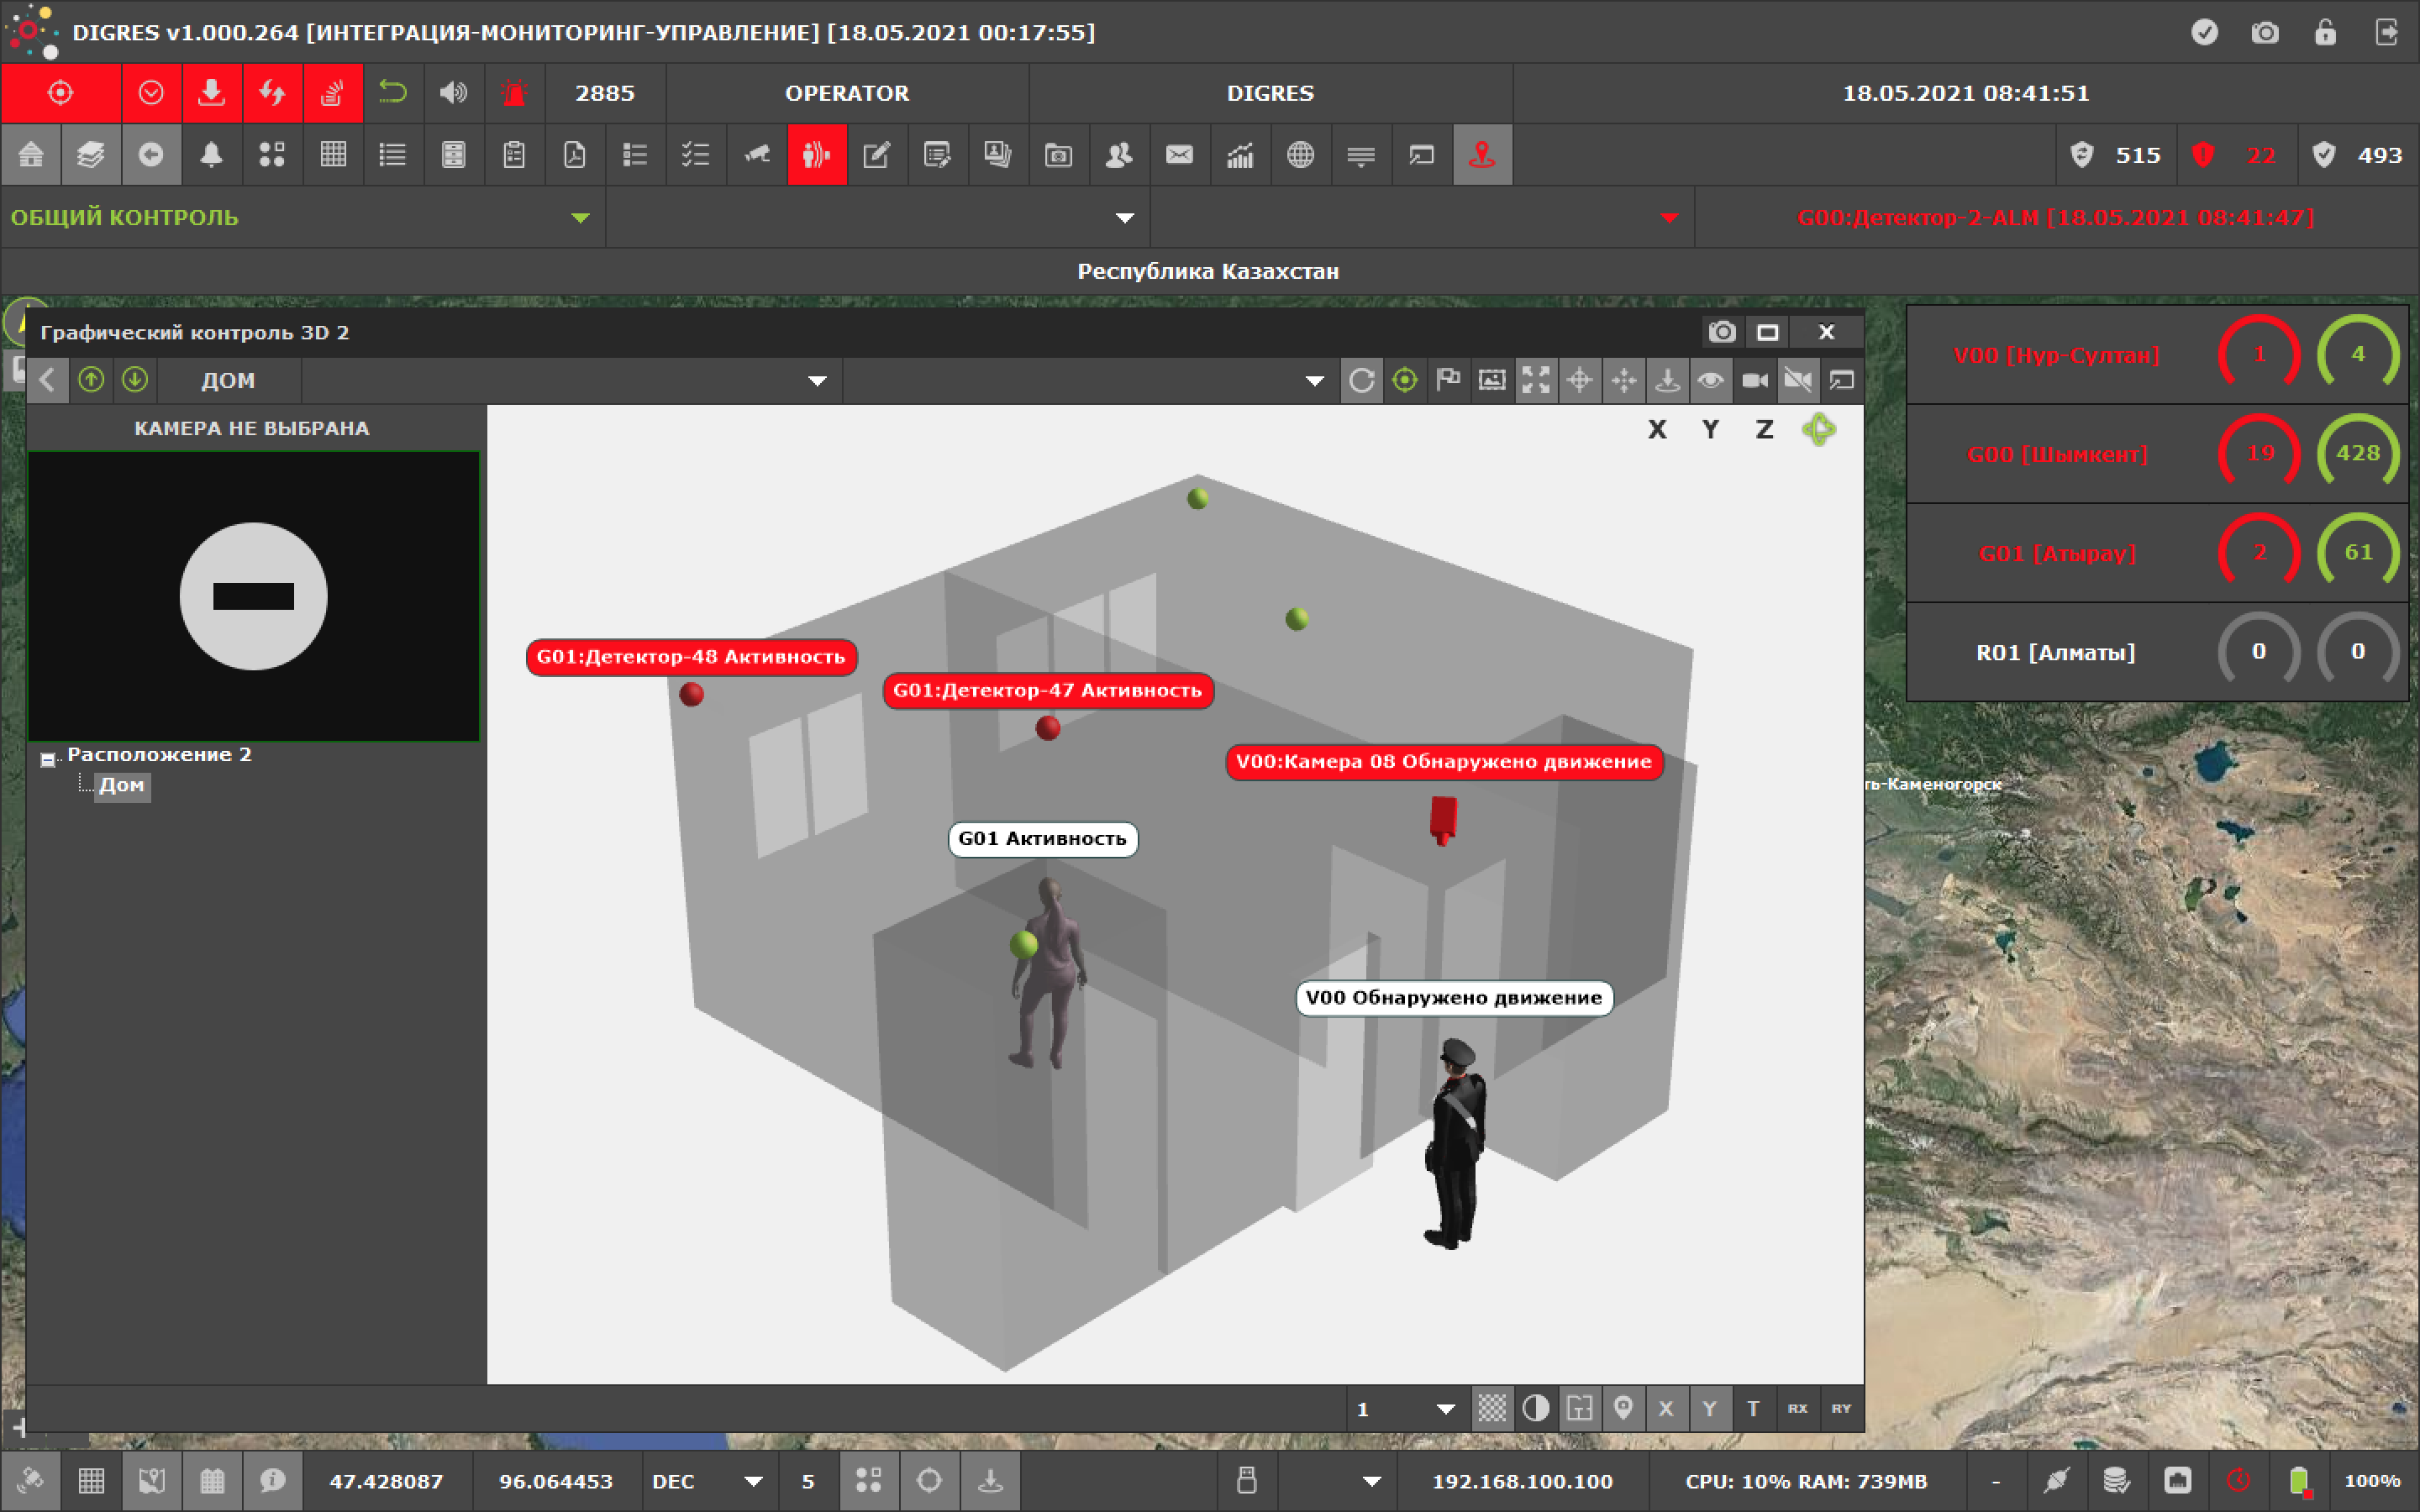 DIGRES v1.000.264 [ИНТЕГРАЦИЯ-МОНИТОРИНГ-УПРАВЛЕНИЕ] [18.05.2021 00:17:55]
2885 OPERATOR DIGRES 18.05.2021 08:41:51
515 22 493
ОБЩИЙ КОНТРОЛЬ G00:Детектор-2-ALM [18.05.2021 08:41:47]
Республика Казахстан
Графический контроль 3D 2
X
ДОМ
КАМЕРА НЕ ВЫБРАНА
X Y Z
Расположение 2
Дом
G01:Детектор-48 Активность
G01:Детектор-47 Активность
V00:Камера 08 Обнаружено движение
G01 Активность
V00 Обнаружено движение
V00 [Нур-Султан] 1 4
G00 [Шымкент] 19 428
G01 [Атырау] 2 61
R01 [Алматы] 0 0
ть-Каменогорск
1 X Y T RX RY
47.428087 96.064453 DEC 5 192.168.100.100 CPU: 10% RAM: 739MB - 100%